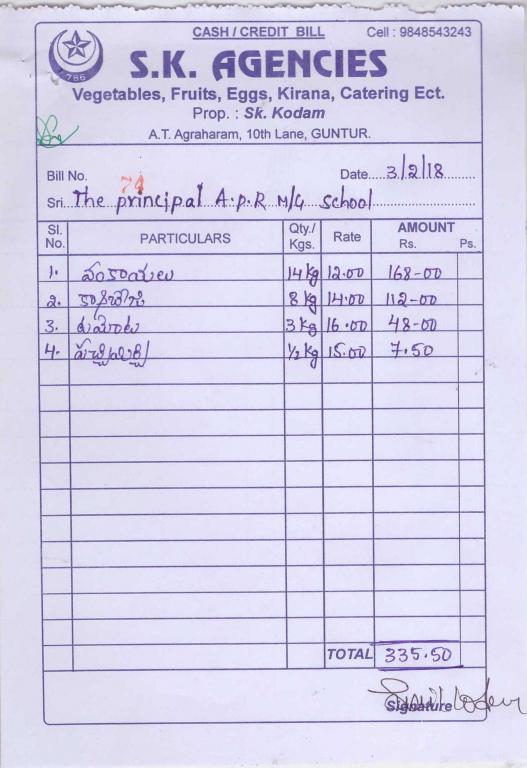 CASH / CREDIT BILL Cell : 9848543243
786
S.K. AGENCIES
Vegetables, Fruits, Eggs, Kirana, Catering Ect.
Prop. : Sk. Kodam
A.T. Agraharam, 10th Lane, GUNTUR.
Bill No. 74 Date. 3/2/18
Sri. The principal A.P.R M/G school
Sl. No. PARTICULARS Qty./ Kgs. Rate AMOUNT Rs. Ps.
1. వంకాయలు 14 kg 12.00 168-00
2. క్యాబేజి 8 kg 14.00 112-00
3. టమోటా 3 kg 16.00 48-00
4. పచ్చిమిర్చి ½ kg 15.00 7.50
TOTAL 335.50
Signature